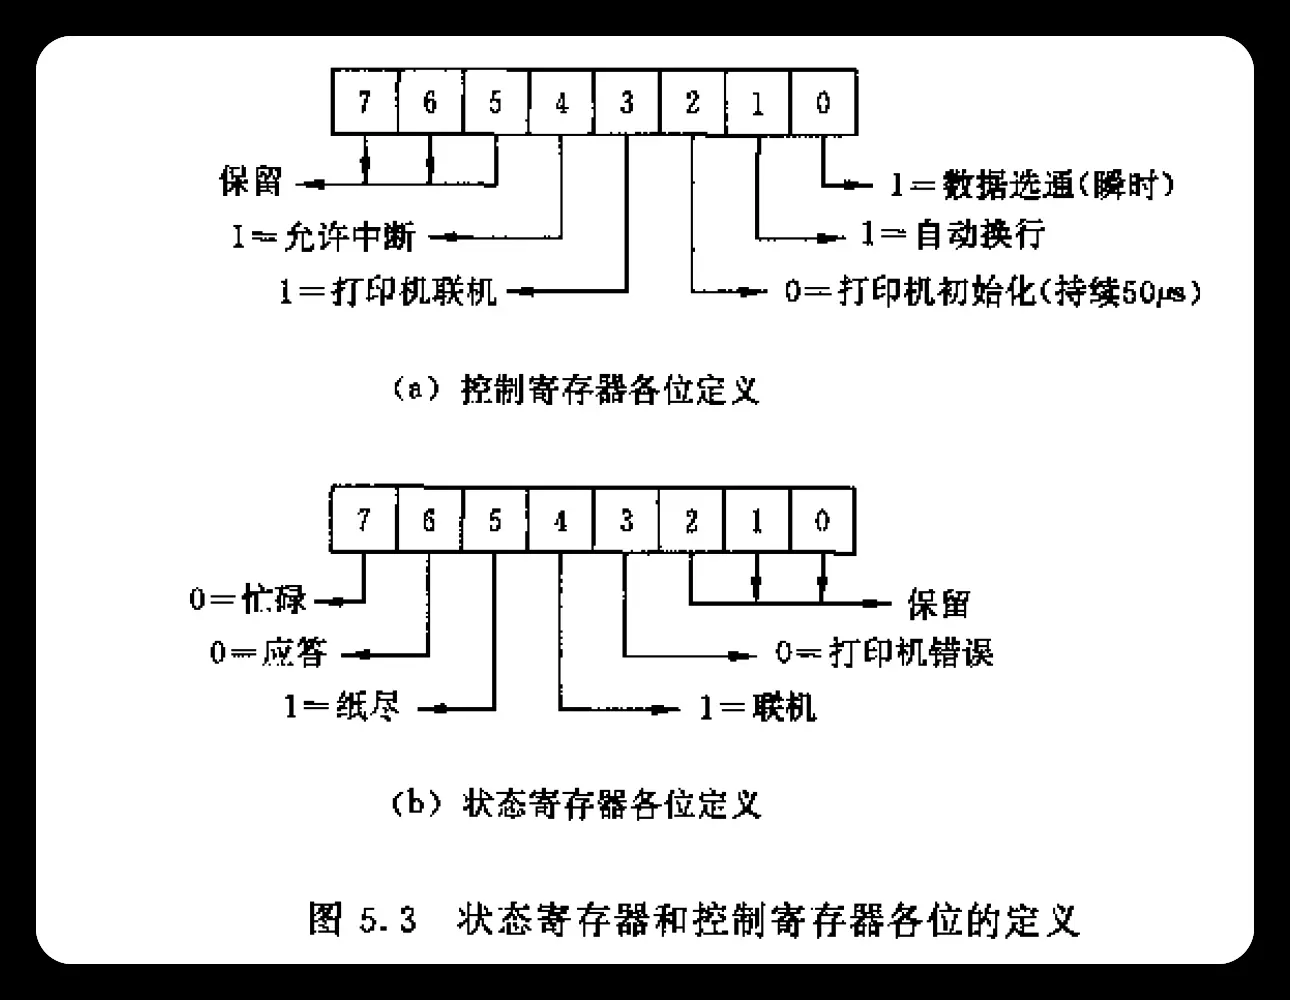 7 6 5 4 3 2 1 0
保留
1=数据选通(瞬时)
1=允许中断
1=自动换行
1=打印机联机
0=打印机初始化(持续50μs)
(a) 控制寄存器各位定义
7 6 5 4 3 2 1 0
0=忙碌
保留
0=应答
0=打印机错误
1=纸尽
1=联机
(b) 状态寄存器各位定义
图 5.3 状态寄存器和控制寄存器各位的定义